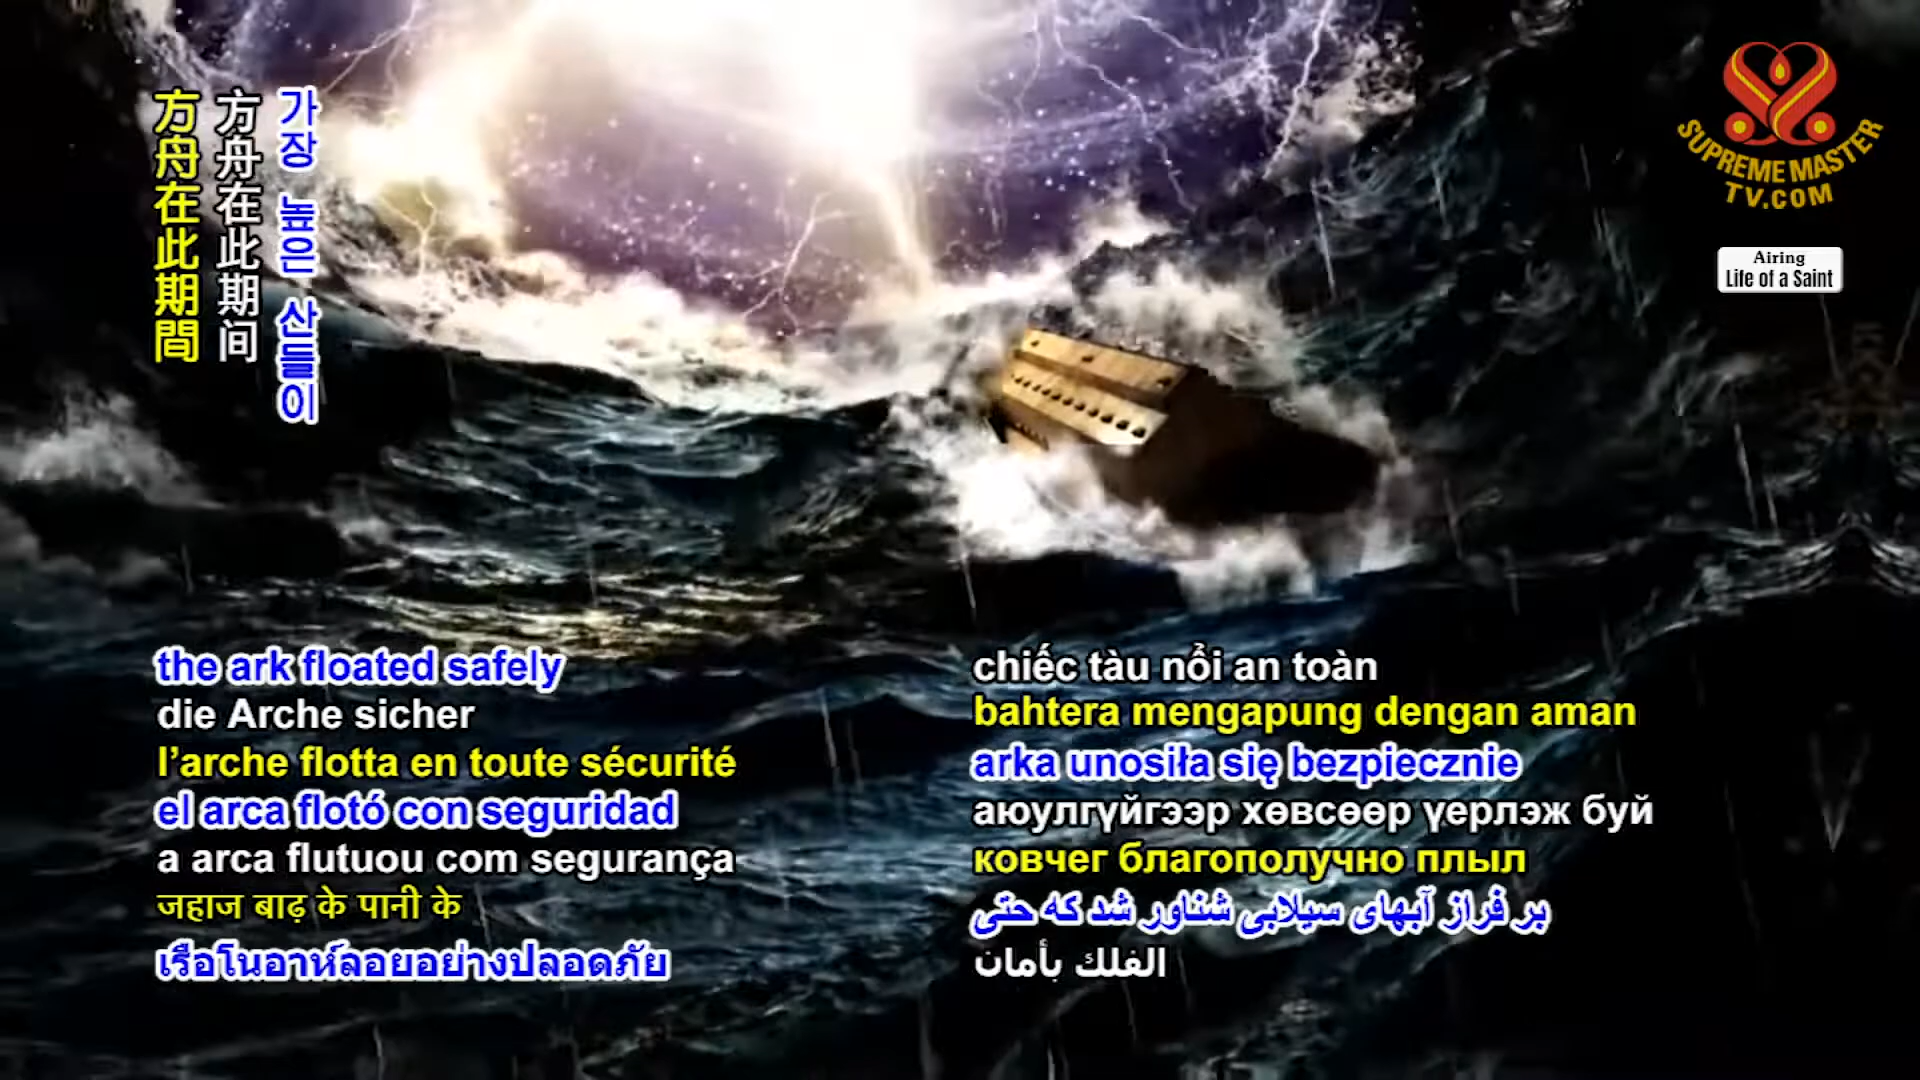 方舟在此期間
方舟在此期间
가장 높은 산들이
SUPREME MASTER
TV.COM
Airing
Life of a Saint
the ark floated safely
die Arche sicher
l’arche flotta en toute sécurité
el arca flotó con seguridad
a arca flutuou com segurança
जहाज बाढ़ के पानी के
เรือโนอาห์ลอยอย่างปลอดภัย
chiếc tàu nổi an toàn
bahtera mengapung dengan aman
arka unosiła się bezpiecznie
аюулгүйгээр хөвсөөр үерлэж буй
ковчег благополучно плыл
بر فراز آبهای سیلابی شناور شد که حتی
الفلك بأمان